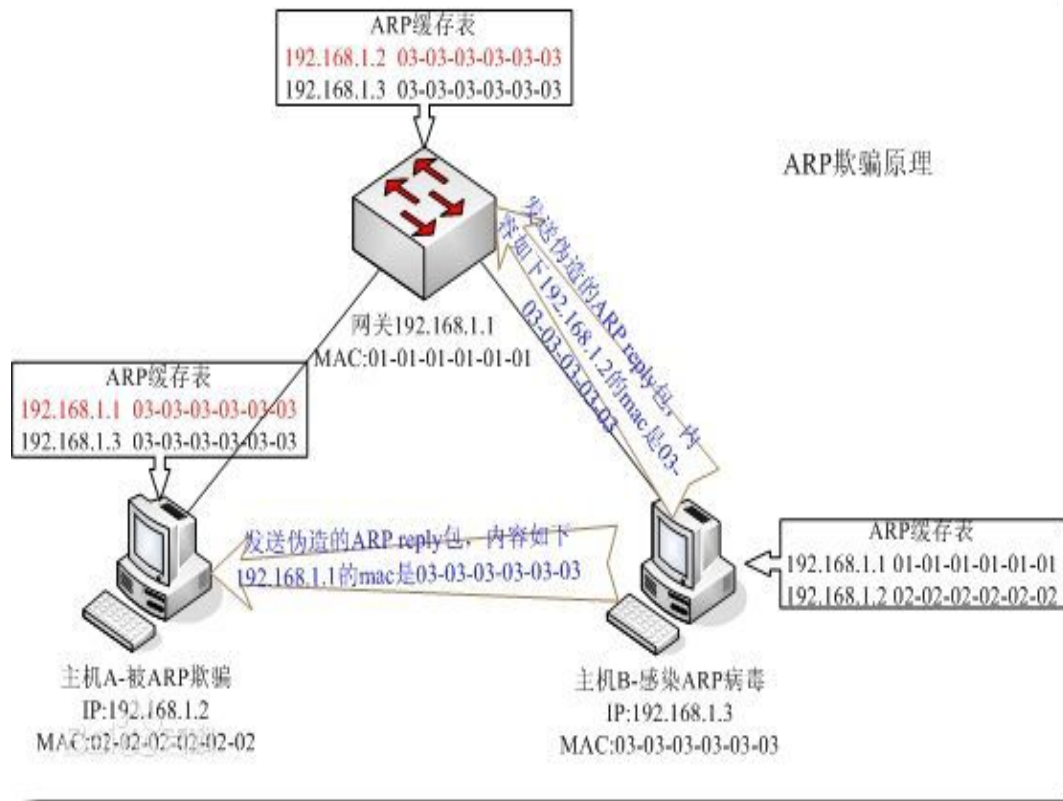 ARP缓存表
192.168.1.2 03-03-03-03-03-03
192.168.1.3 03-03-03-03-03-03
ARP欺骗原理
发送伪造的ARP reply包，内
容如下192.168.1.2的mac是03-
03-03-03-03-03
网关192.168.1.1
MAC:01-01-01-01-01-01
ARP缓存表
192.168.1.1 03-03-03-03-03-03
192.168.1.3 03-03-03-03-03-03
发送伪造的ARP reply包，内容如下
192.168.1.1的mac是03-03-03-03-03-03
ARP缓存表
192.168.1.1 01-01-01-01-01-01
192.168.1.2 02-02-02-02-02-02
主机A-被ARP欺骗
IP:192.168.1.2
MAC:02-02-02-02-02-02
主机B-感染ARP病毒
IP:192.168.1.3
MAC:03-03-03-03-03-03